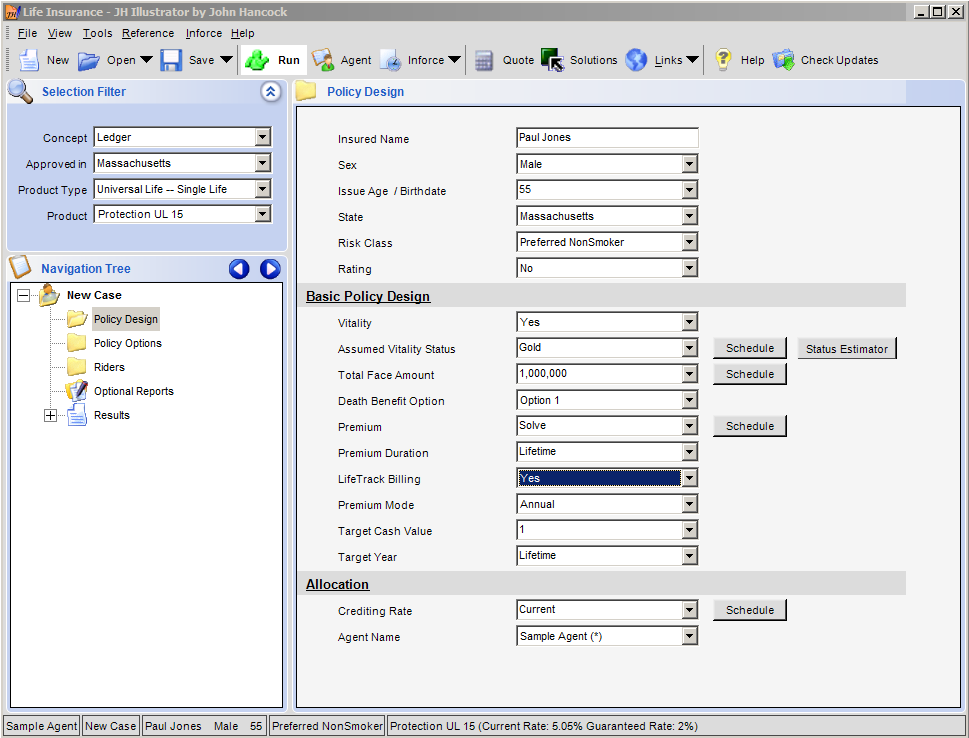 Life Insurance - JH Illustrator by John Hancock
File View Tools Reference Inforce Help
New Open Save Run Agent Inforce Quote Solutions Links Help Check Updates
Selection Filter
Concept Ledger
Approved in Massachusetts
Product Type Universal Life -- Single Life
Product Protection UL 15
Navigation Tree
New Case
Policy Design
Policy Options
Riders
Optional Reports
Results
Policy Design
Insured Name Paul Jones
Sex Male
Issue Age / Birthdate 55
State Massachusetts
Risk Class Preferred NonSmoker
Rating No
Basic Policy Design
Vitality Yes
Assumed Vitality Status Gold Schedule Status Estimator
Total Face Amount 1,000,000 Schedule
Death Benefit Option Option 1
Premium Solve Schedule
Premium Duration Lifetime
LifeTrack Billing Yes
Premium Mode Annual
Target Cash Value 1
Target Year Lifetime
Allocation
Crediting Rate Current Schedule
Agent Name Sample Agent (*)
Sample Agent New Case Paul Jones Male 55 Preferred NonSmoker Protection UL 15 (Current Rate: 5.05% Guaranteed Rate: 2%)